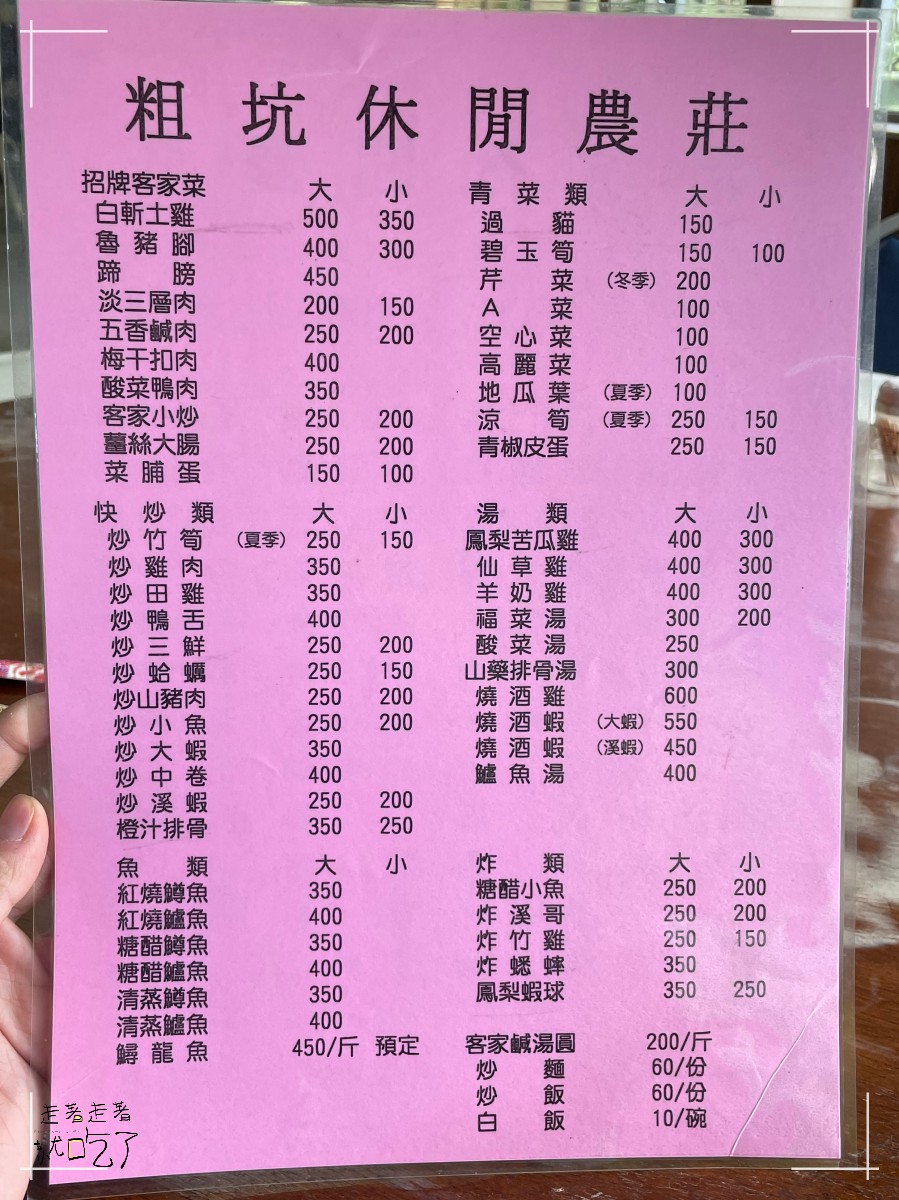 粗坑休閒農莊
招牌客家菜 大 小
白斬土雞 500 350
魯豬腳 400 300
蹄膀 450
淡三層肉 200 150
五香鹹肉 250 200
梅干扣肉 400
酸菜鴨肉 350
客家小炒 250 200
薑絲大腸 250 200
菜脯蛋 150 100
快炒類 大 小
炒竹筍 (夏季) 250 150
炒雞肉 350
炒田雞 350
炒鴨舌 400
炒三鮮 250 200
炒蛤蠣 250 150
炒山豬肉 250 200
炒小魚 250 200
炒大蝦 350
炒中卷 400
炒溪蝦 250 200
橙汁排骨 350 250
魚類 大 小
紅燒鱒魚 350
紅燒鱸魚 400
糖醋鱒魚 350
糖醋鱸魚 400
清蒸鱒魚 350
清蒸鱸魚 400
鱘龍魚 450/斤 預定
青菜類 大 小
過貓 150
碧玉筍 150 100
芹菜 (冬季) 200
A菜 100
空心菜 100
高麗菜 100
地瓜葉 (夏季) 100
涼筍 (夏季) 250 150
青椒皮蛋 250 150
湯類 大 小
鳳梨苦瓜雞 400 300
仙草雞 400 300
羊奶雞 400 300
福菜湯 300 200
酸菜湯 250
山藥排骨湯 300
燒酒雞 600
燒酒蝦 (大蝦) 550
燒酒蝦 (溪蝦) 450
鱸魚湯 400
炸類 大 小
糖醋小魚 250 200
炸溪哥 250 200
炸竹雞 250 150
炸蟋蟀 350
鳳梨蝦球 350 250
客家鹹湯圓 200/斤
炒麵 60/份
炒飯 60/份
白飯 10/碗
走著走著
就吃了